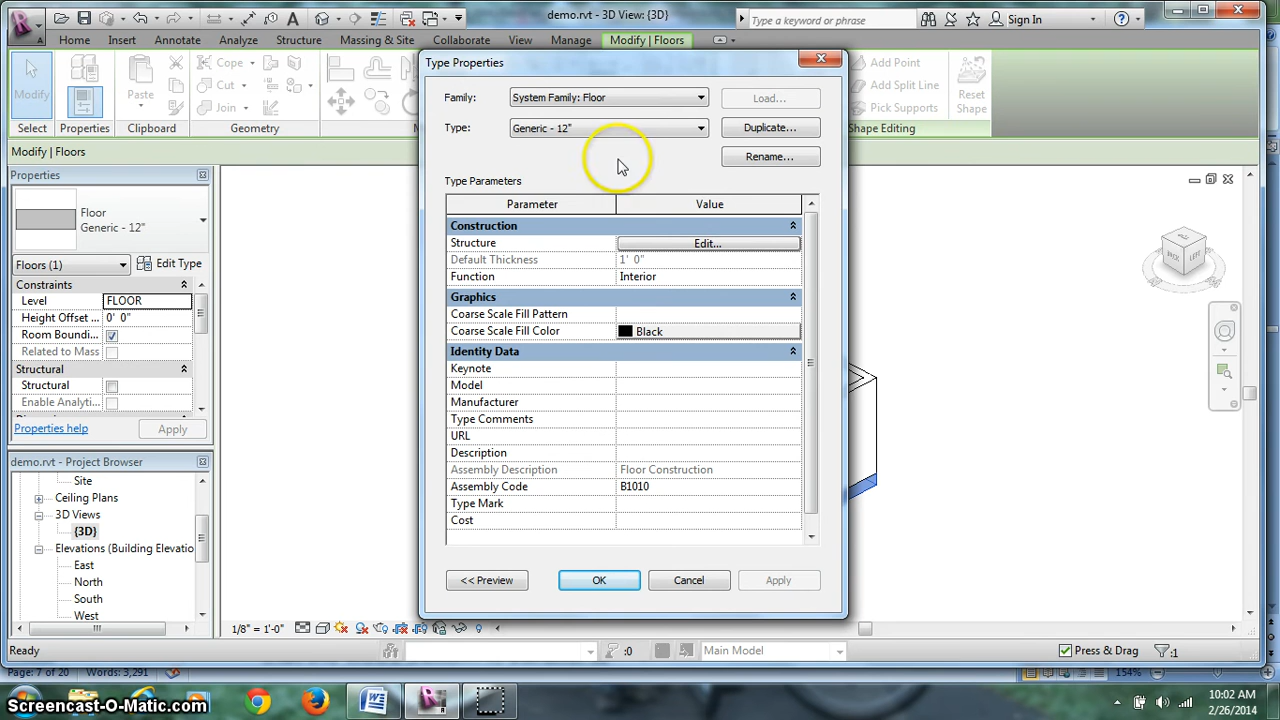 demo.rvt - 3D View: {3D}
Type a keyword or phrase
Sign In
Home Insert Annotate Analyze Structure Massing & Site Collaborate View Manage Modify | Floors
Modify
Paste
Cope
Cut
Join
Add Point
Add Split Line
Pick Supports
Reset
Shape
Select Properties Clipboard Geometry Shape Editing
Modify | Floors
Properties
Floor
Generic - 12"
Floors (1)
Edit Type
Constraints
Level FLOOR
Height Offset ... 0' 0"
Room Boundi...
Related to Mass
Structural
Structural
Enable Analyti...
Properties help
Apply
demo.rvt - Project Browser
Site
Ceiling Plans
3D Views
{3D}
Elevations (Building Elevatio
East
North
South
West
Type Properties
Family: System Family: Floor Load...
Type: Generic - 12" Duplicate...
Rename...
Type Parameters
Parameter Value
Construction
Structure Edit...
Default Thickness 1' 0"
Function Interior
Graphics
Coarse Scale Fill Pattern
Coarse Scale Fill Color Black
Identity Data
Keynote
Model
Manufacturer
Type Comments
URL
Description
Assembly Description Floor Construction
Assembly Code B1010
Type Mark
Cost
<< Preview OK Cancel Apply
BACK
LEFT
1/8" = 1'-0"
Ready
:0
Main Model
Press & Drag
:1
Page: 7 of 20 Words: 3,291
154%
Screencast-O-Matic.com
10:02 AM
2/26/2014